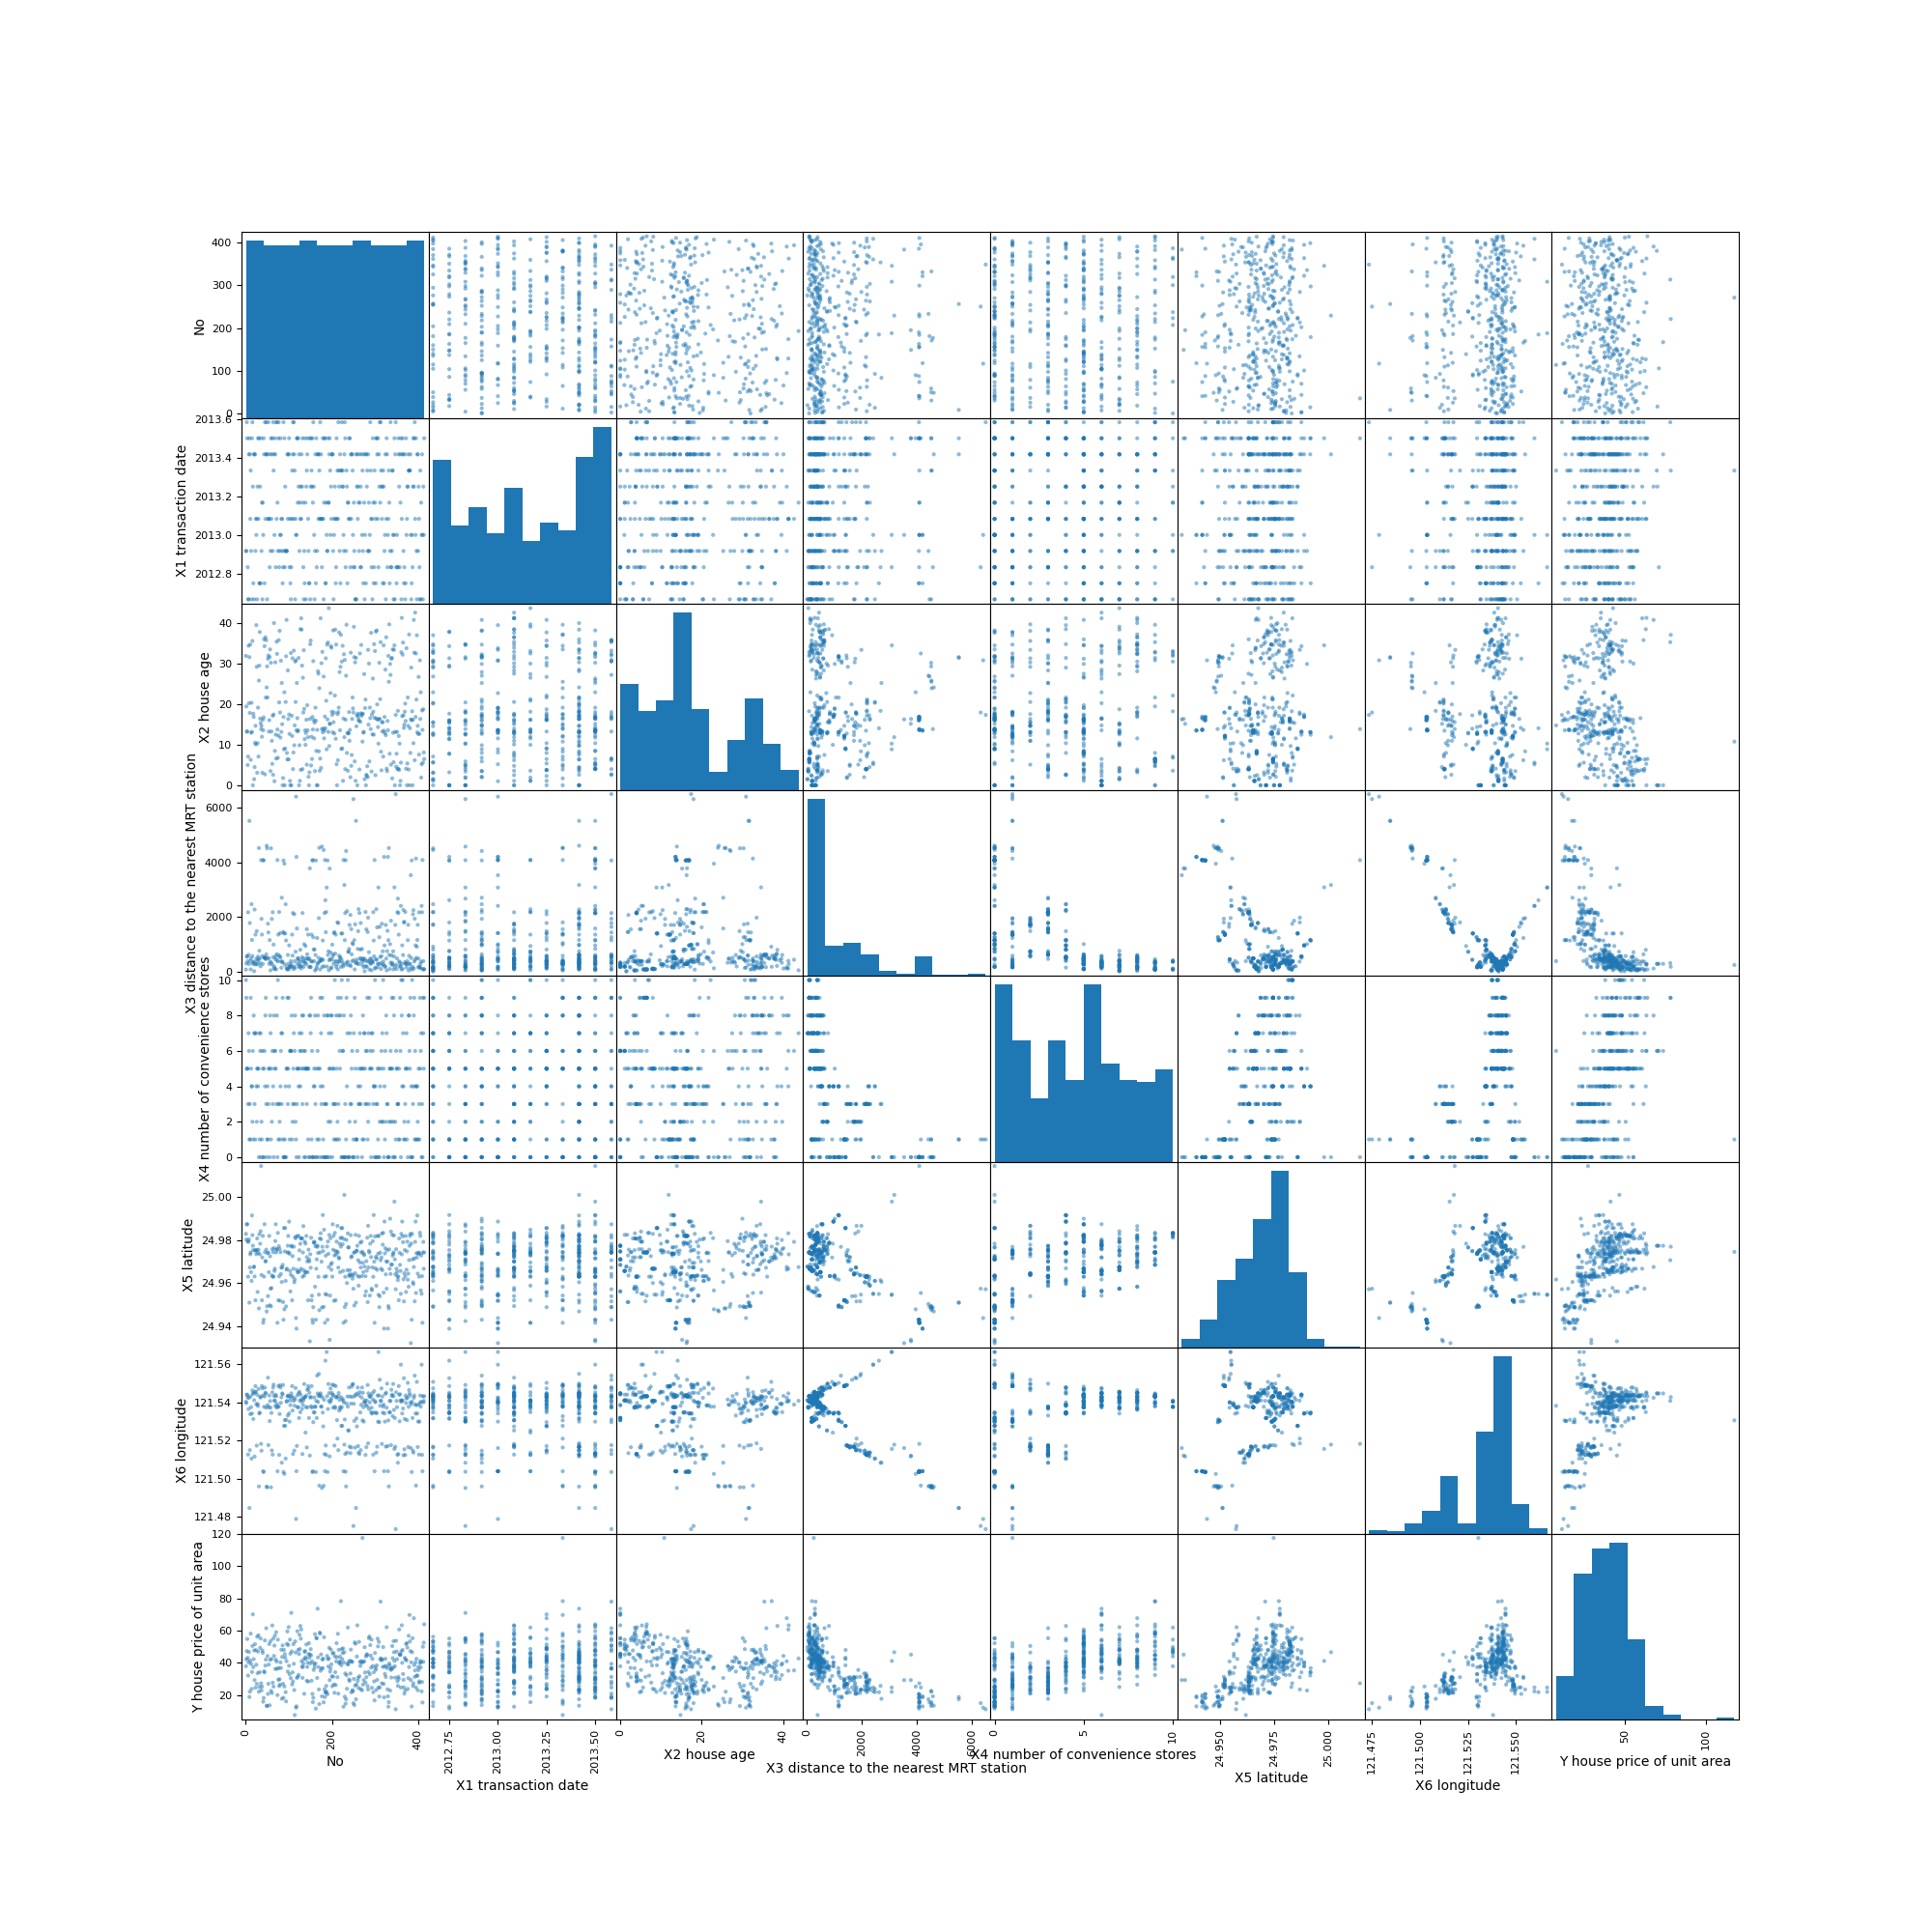 400
300
200
100
0
No
2013.6
2013.4
2013.2
2013.0
2012.8
X1 transaction date
40
30
20
10
0
X2 house age
6000
4000
2000
0
X3 distance to the nearest MRT station
10
8
6
4
2
0
X4 number of convenience stores
25.00
24.98
24.96
24.94
X5 latitude
121.56
121.54
121.52
121.50
121.48
X6 longitude
120
100
80
60
40
20
Y house price of unit area
0 200 400
No
2012.75 2013.00 2013.25 2013.50
X1 transaction date
0 20 40
X2 house age
0 2000 4000 6000
X3 distance to the nearest MRT station
0 5 10
X4 number of convenience stores
24.950 24.975 25.000
X5 latitude
121.475 121.500 121.525 121.550
X6 longitude
50 100
Y house price of unit area